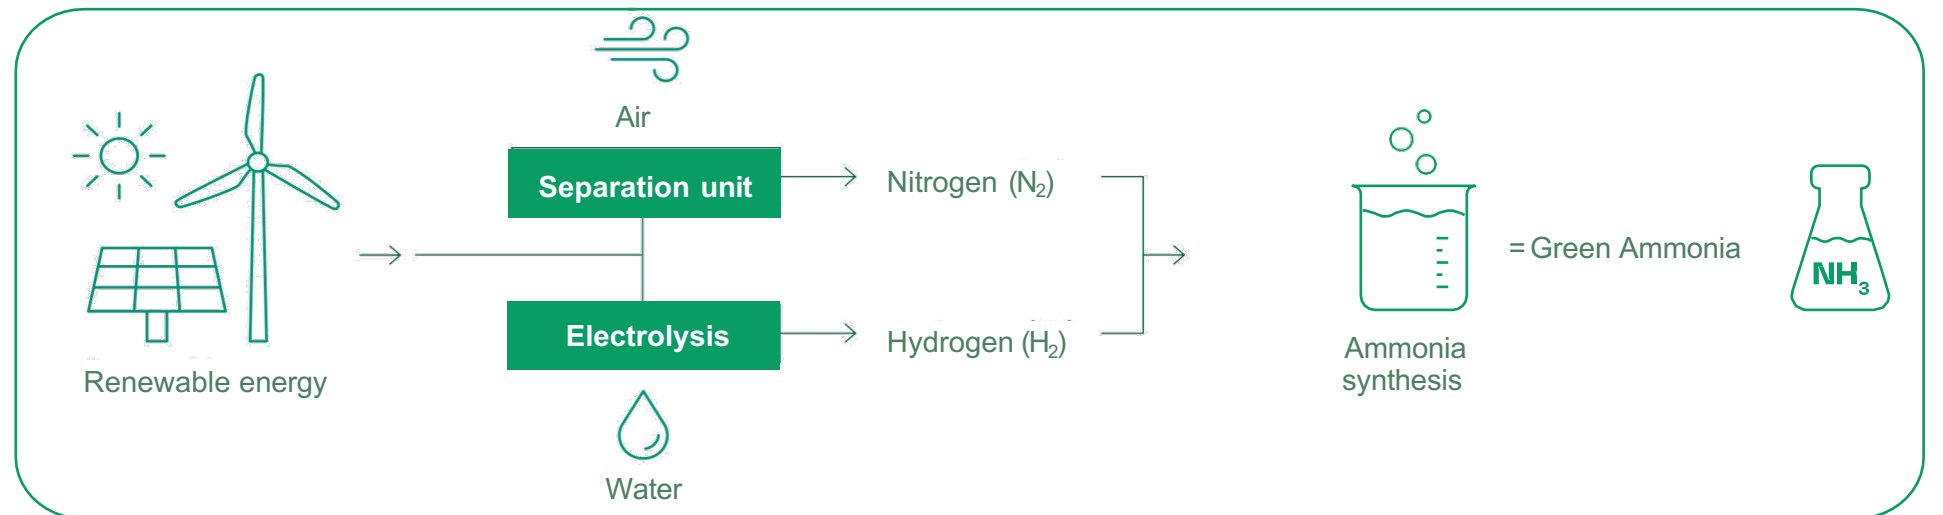 Air
Separation unit
Nitrogen (N₂)
= Green Ammonia
NH₃
Electrolysis
Hydrogen (H₂)
Ammonia
synthesis
Renewable energy
Water